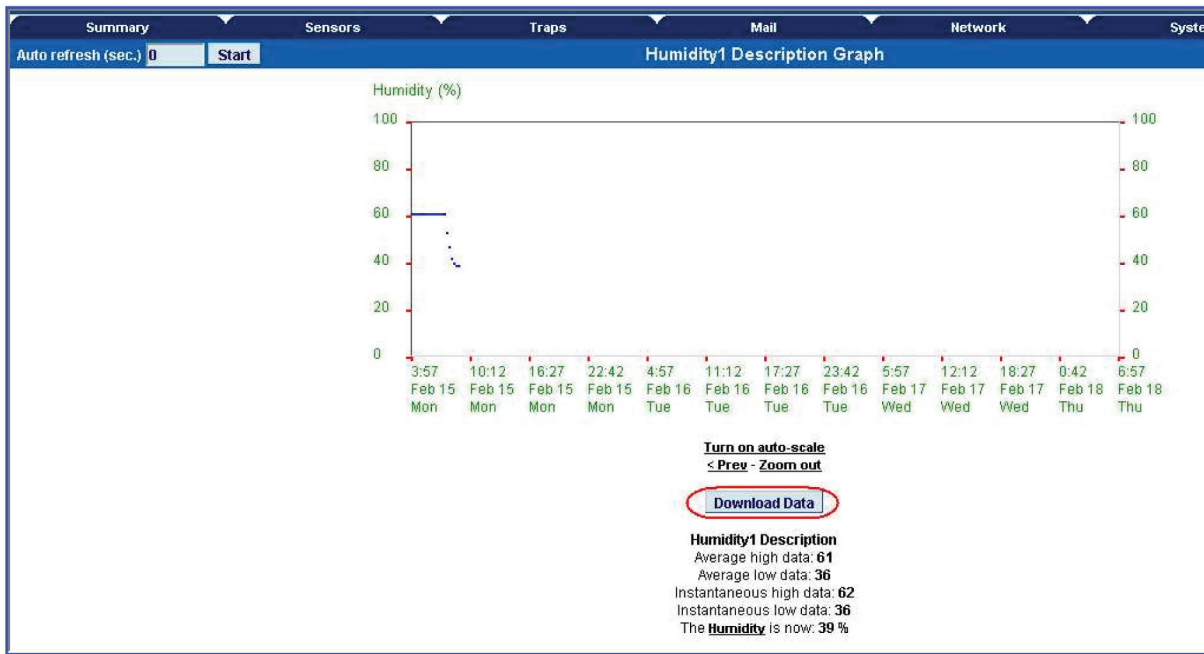 Summary Sensors Traps Mail Network Syste
Auto refresh (sec.) 0 Start Humidity1 Description Graph
Humidity (%)
100 100
80 80
60 60
40 40
20 20
0 0
3:57 10:12 16:27 22:42 4:57 11:12 17:27 23:42 5:57 12:12 18:27 0:42 6:57
Feb 15 Feb 15 Feb 15 Feb 15 Feb 16 Feb 16 Feb 16 Feb 16 Feb 17 Feb 17 Feb 17 Feb 18 Feb 18
Mon Mon Mon Mon Tue Tue Tue Tue Wed Wed Wed Thu Thu
Turn on auto-scale
< Prev - Zoom out
Download Data
Humidity1 Description
Average high data: 61
Average low data: 36
Instantaneous high data: 62
Instantaneous low data: 36
The Humidity is now: 39 %